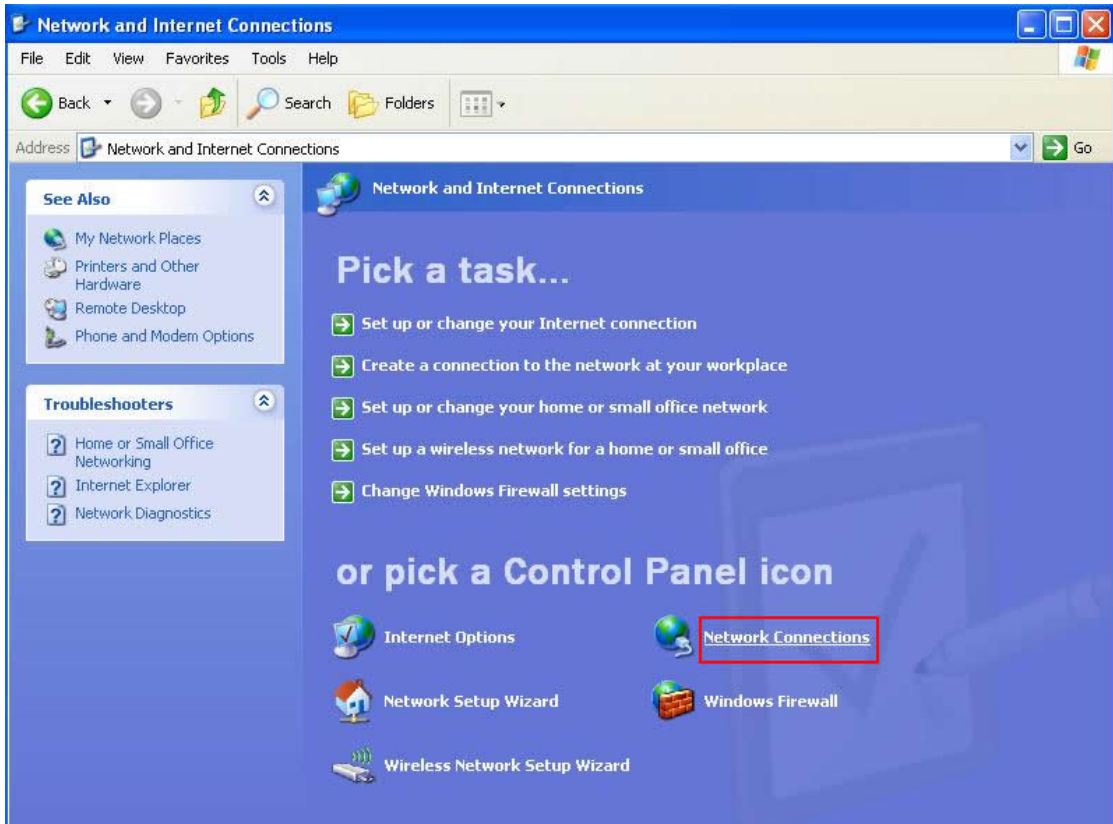 Network and Internet Connections
File Edit View Favorites Tools Help
Back Search Folders
Address Network and Internet Connections Go
See Also
My Network Places
Printers and Other
Hardware
Remote Desktop
Phone and Modem Options
Troubleshooters
Home or Small Office
Networking
Internet Explorer
Network Diagnostics
Network and Internet Connections
Pick a task...
Set up or change your Internet connection
Create a connection to the network at your workplace
Set up or change your home or small office network
Set up a wireless network for a home or small office
Change Windows Firewall settings
or pick a Control Panel icon
Internet Options
Network Connections
Network Setup Wizard
Windows Firewall
Wireless Network Setup Wizard